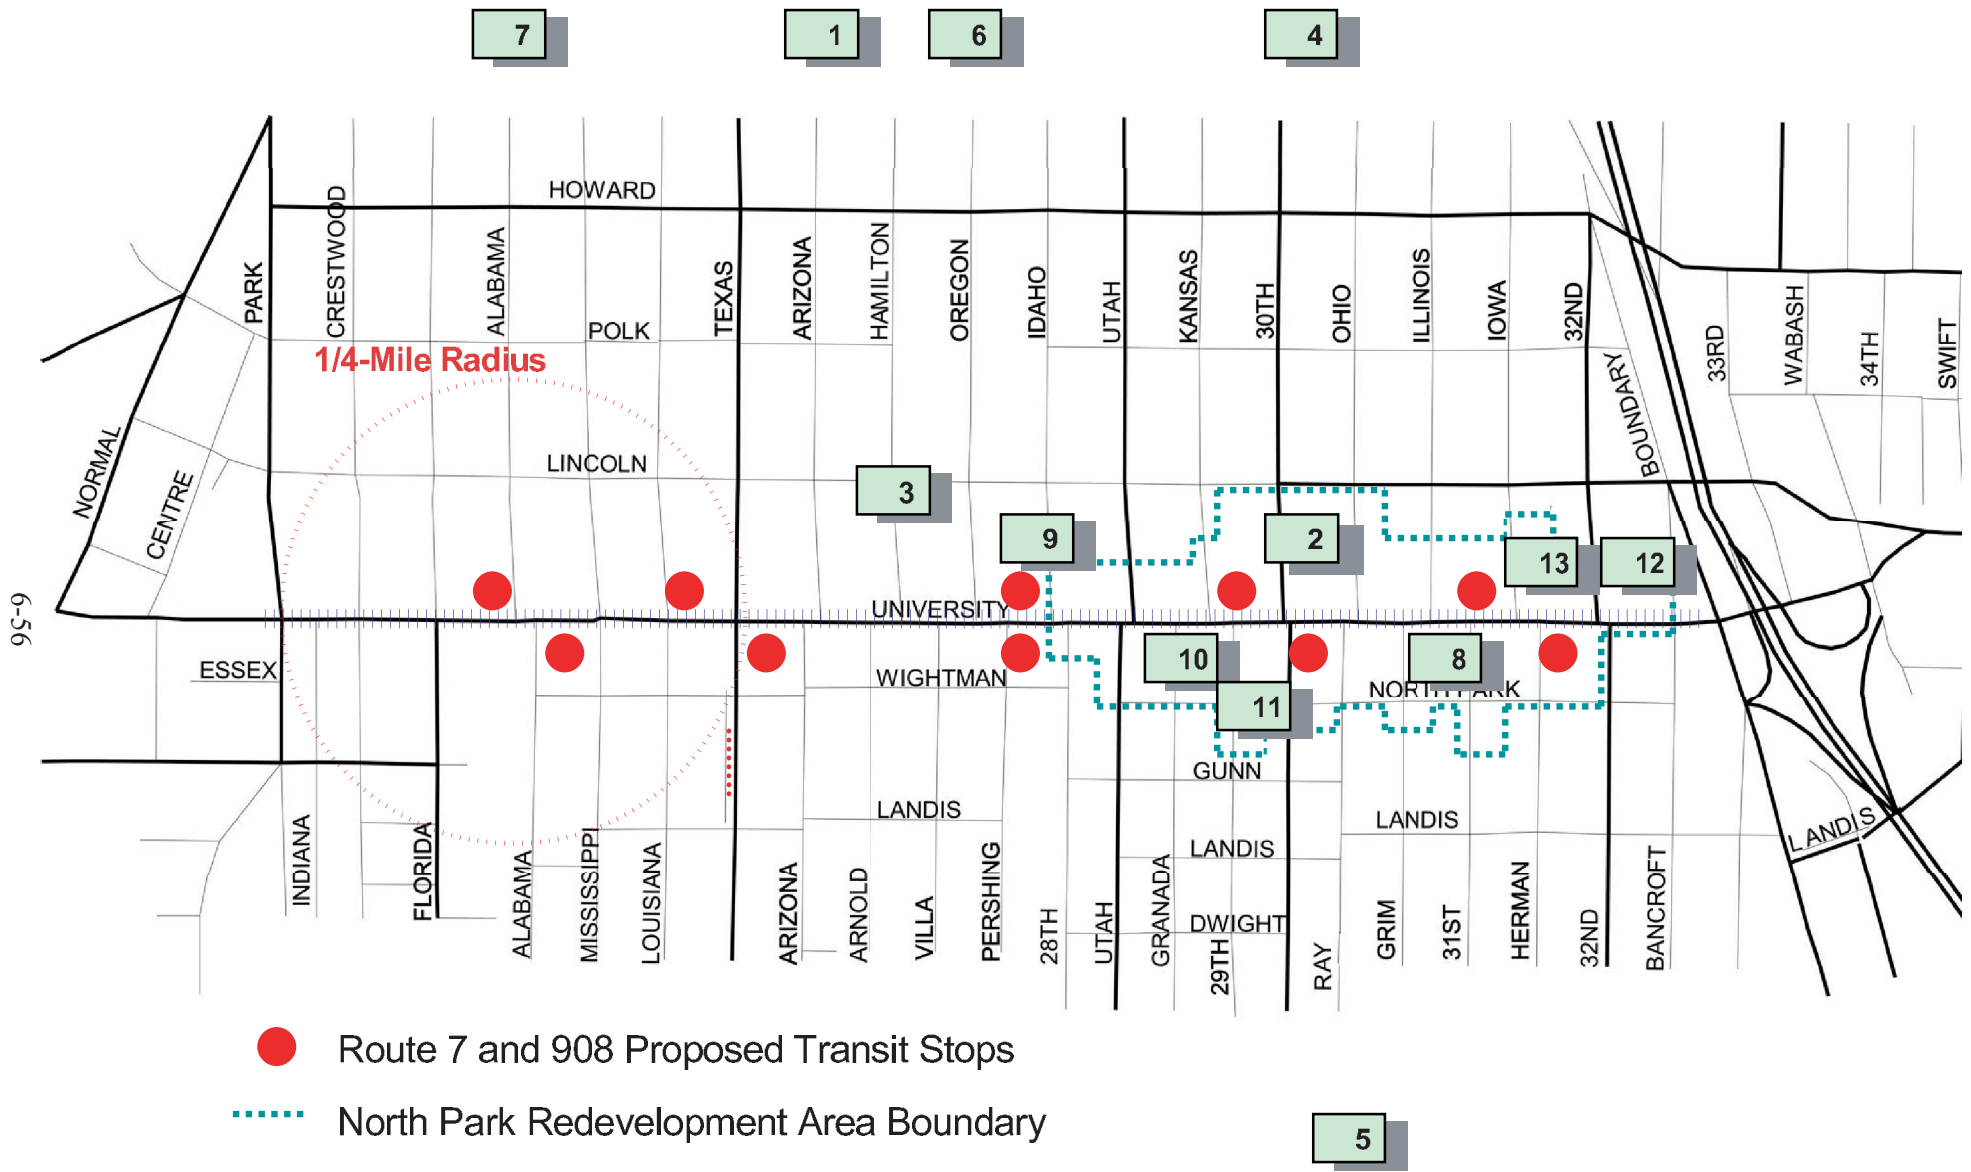 7
1
6
4
HOWARD
PARK
CRESTWOOD
ALABAMA
TEXAS
ARIZONA
HAMILTON
OREGON
IDAHO
UTAH
KANSAS
30TH
OHIO
ILLINOIS
IOWA
32ND
33RD
WABASH
34TH
SWIFT
POLK
1/4-Mile Radius
BOUNDARY
NORMAL
CENTRE
LINCOLN
3
9
2
13
12
6-56
UNIVERSITY
ESSEX
WIGHTMAN
10
8
NORTH PARK
11
GUNN
LANDIS
LANDIS
LANDIS
LANDIS
DWIGHT
INDIANA
FLORIDA
ALABAMA
MISSISSIPPI
LOUISIANA
ARIZONA
ARNOLD
VILLA
PERSHING
28TH
UTAH
GRANADA
29TH
RAY
GRIM
31ST
HERMAN
32ND
BANCROFT
Route 7 and 908 Proposed Transit Stops
North Park Redevelopment Area Boundary
5